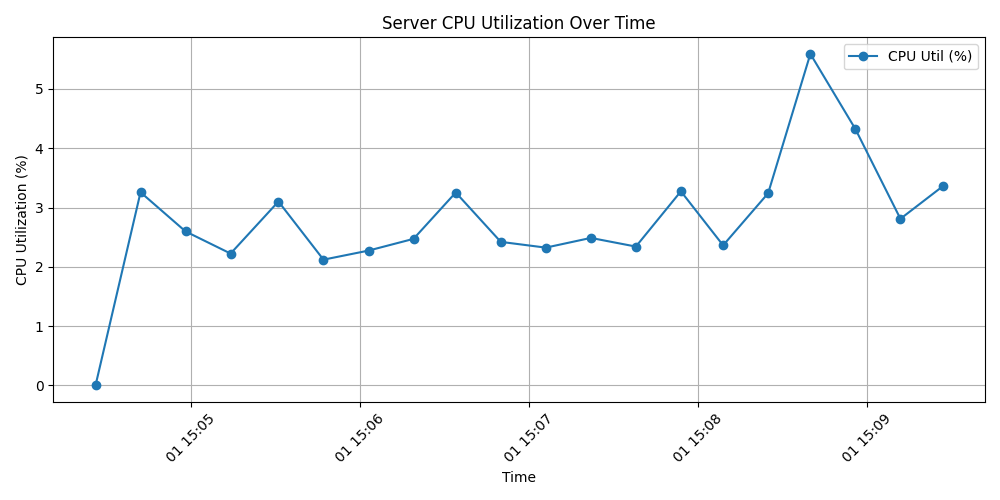 Server CPU Utilization Over Time
CPU Util (%)
CPU Utilization (%)
5
4
3
2
1
0
01 15:05
01 15:06
01 15:07
01 15:08
01 15:09
Time